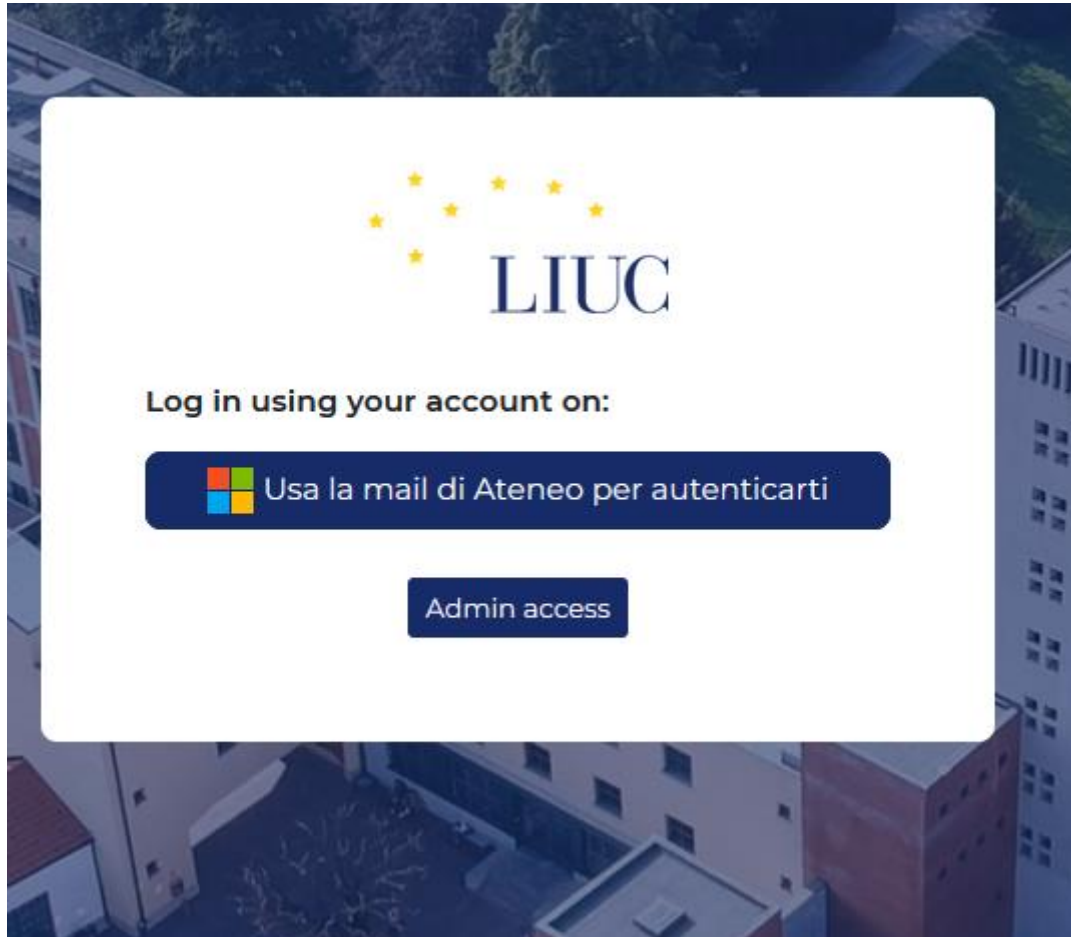 LIUC
Log in using your account on:
Usa la mail di Ateneo per autenticarti
Admin access